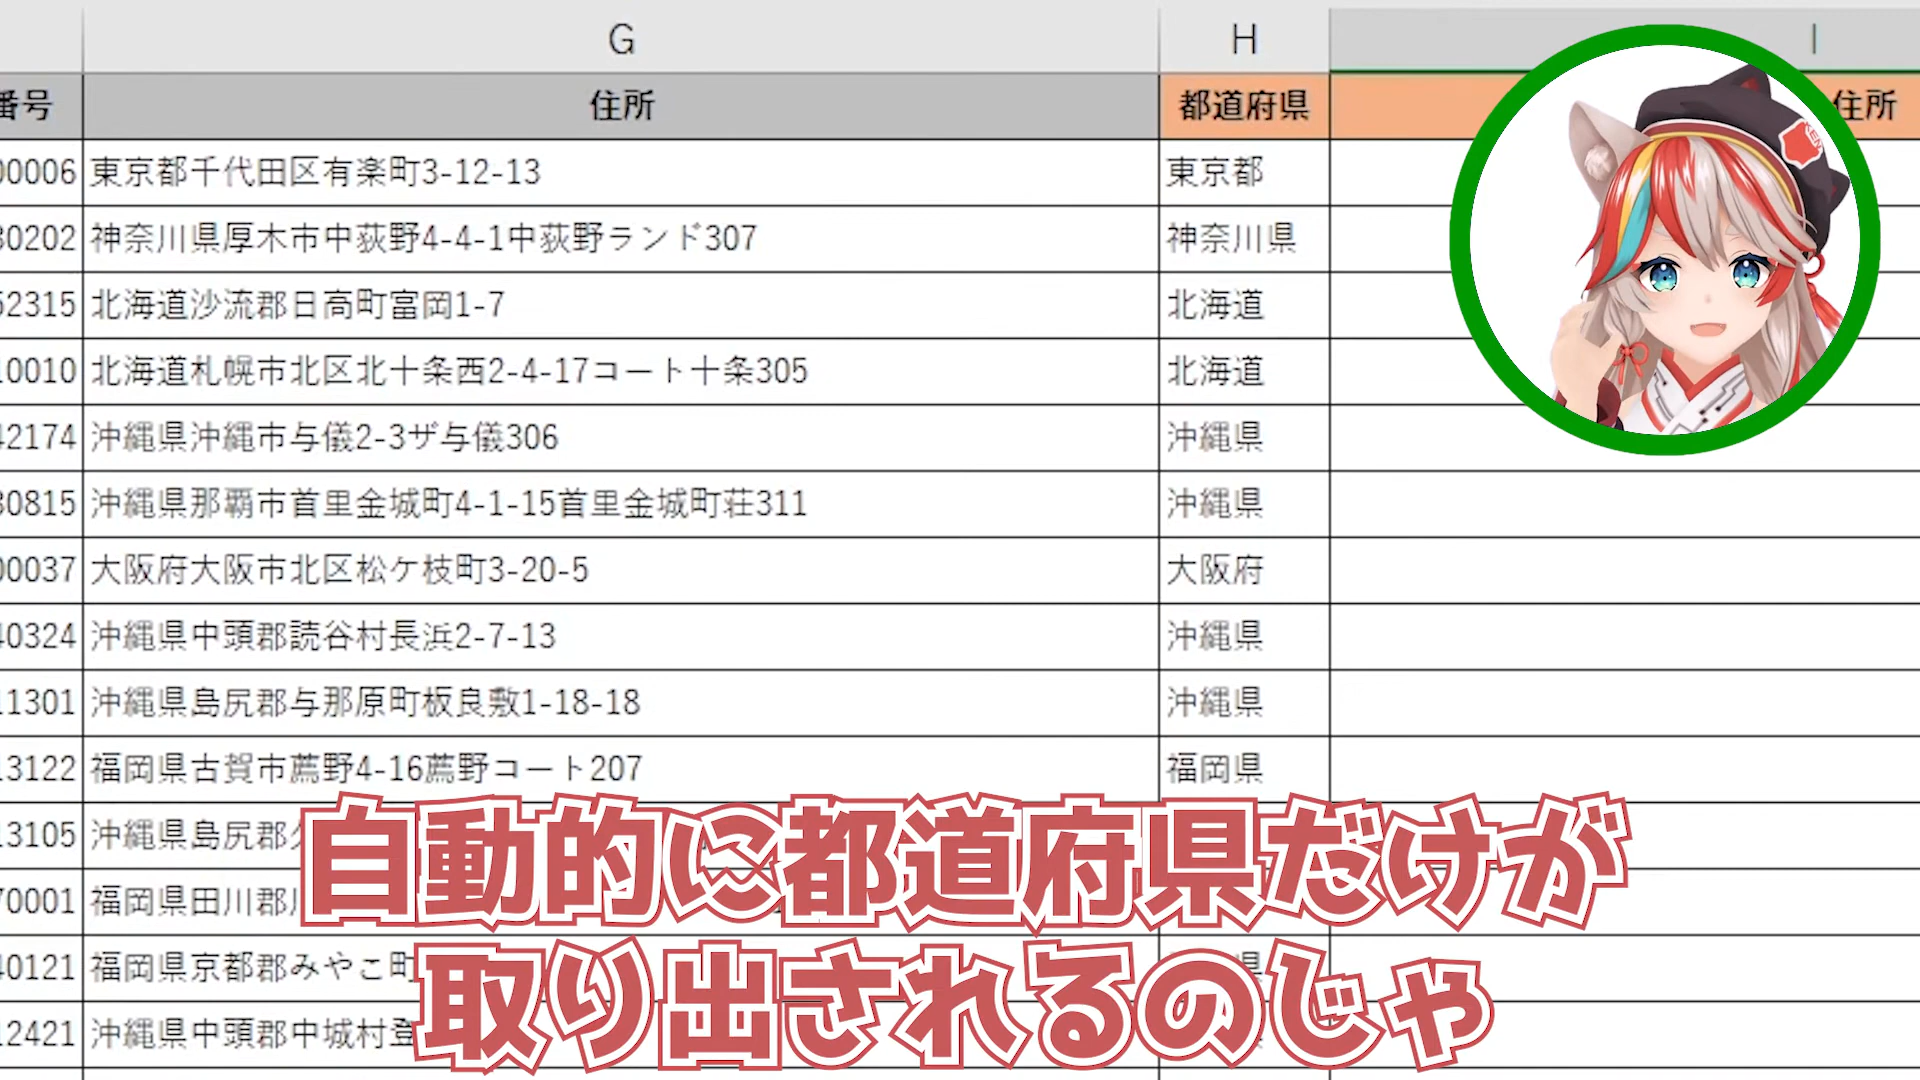 G H I
番号 住所 都道府県 住所
00006 東京都千代田区有楽町3-12-13 東京都
30202 神奈川県厚木市中荻野4-4-1中荻野ランド307 神奈川県
52315 北海道沙流郡日高町富岡1-7 北海道
10010 北海道札幌市北区北十条西2-4-17コート十条305 北海道
42174 沖縄県沖縄市与儀2-3ザ与儀306 沖縄県
30815 沖縄県那覇市首里金城町4-1-15首里金城町荘311 沖縄県
00037 大阪府大阪市北区松ケ枝町3-20-5 大阪府
40324 沖縄県中頭郡読谷村長浜2-7-13 沖縄県
11301 沖縄県島尻郡与那原町板良敷1-18-18 沖縄県
13122 福岡県古賀市薦野4-16薦野コート207 福岡県
13105 沖縄県島尻郡
70001 福岡県田川郡
40121 福岡県京都郡みやこ町 県
12421 沖縄県中頭郡中城村登
自動的に都道府県だけが
取り出されるのじゃ